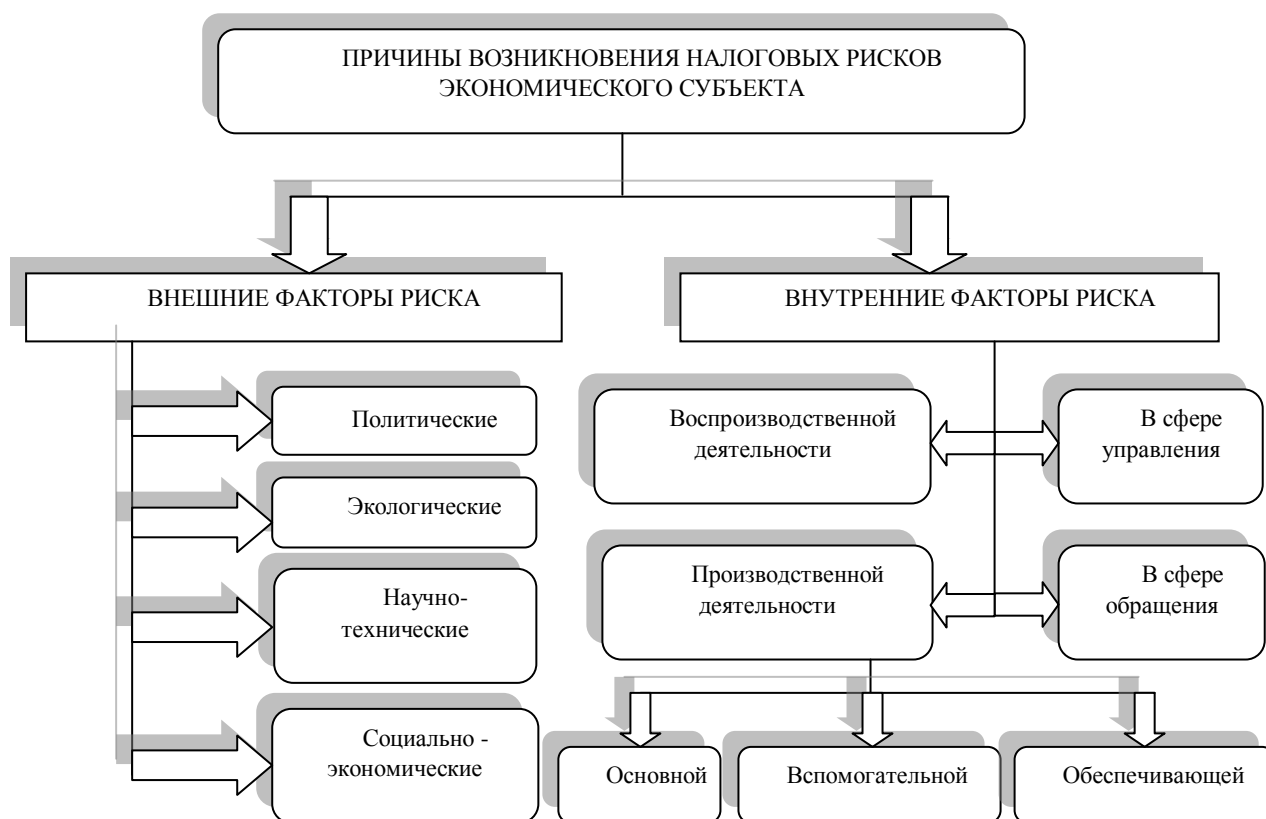 ПРИЧИНЫ ВОЗНИКНОВЕНИЯ НАЛОГОВЫХ РИСКОВ
ЭКОНОМИЧЕСКОГО СУБЪЕКТА
ВНЕШНИЕ ФАКТОРЫ РИСКА
ВНУТРЕННИЕ ФАКТОРЫ РИСКА
Политические
Экологические
Научно-
технические
Социально -
экономические
Воспроизводственной
деятельности
В сфере
управления
Производственной
деятельности
В сфере
обращения
Основной
Вспомогательной
Обеспечивающей